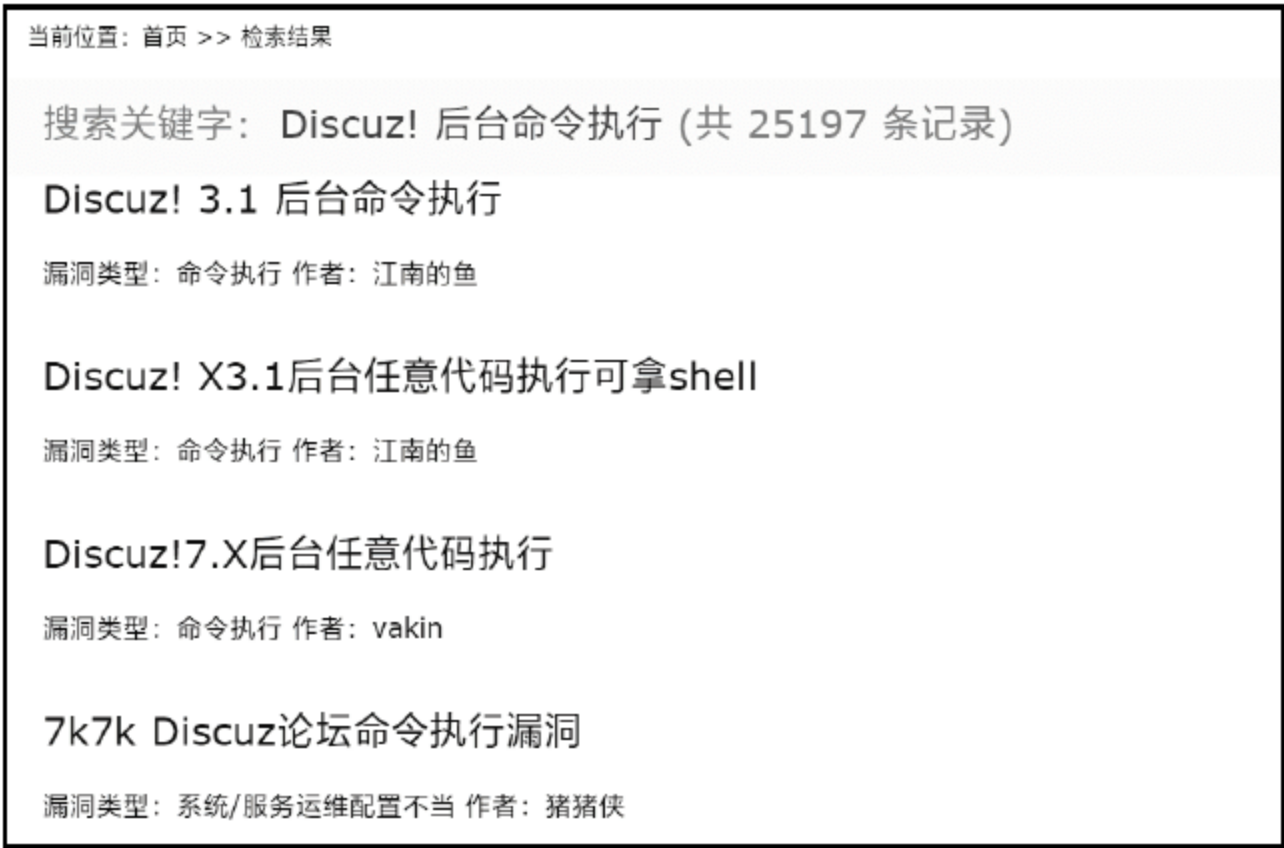 当前位置：首页 >> 检索结果
搜索关键字： Discuz! 后台命令执行 (共 25197 条记录)
Discuz! 3.1 后台命令执行
漏洞类型：命令执行 作者：江南的鱼
Discuz! X3.1后台任意代码执行可拿shell
漏洞类型：命令执行 作者：江南的鱼
Discuz!7.X后台任意代码执行
漏洞类型：命令执行 作者：vakin
7k7k Discuz论坛命令执行漏洞
漏洞类型：系统/服务运维配置不当 作者：猪猪侠